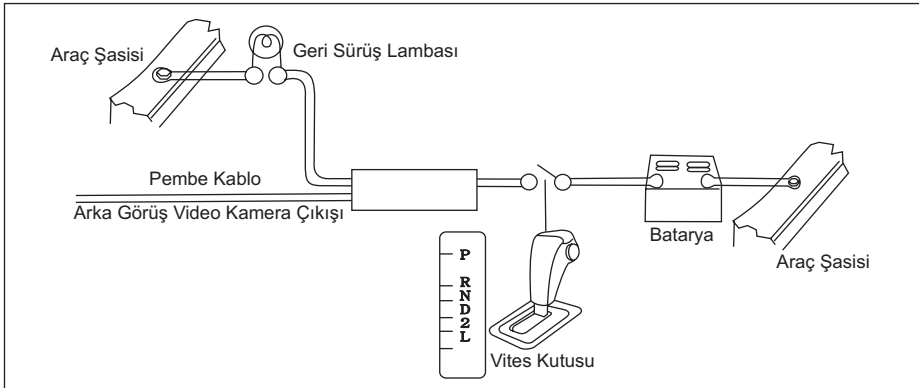 Araç Şasisi
Geri Sürüş Lambası
Pembe Kablo
Arka Görüş Video Kamera Çıkışı
Batarya
Araç Şasisi
P
R
N
D
2
L
Vites Kutusu